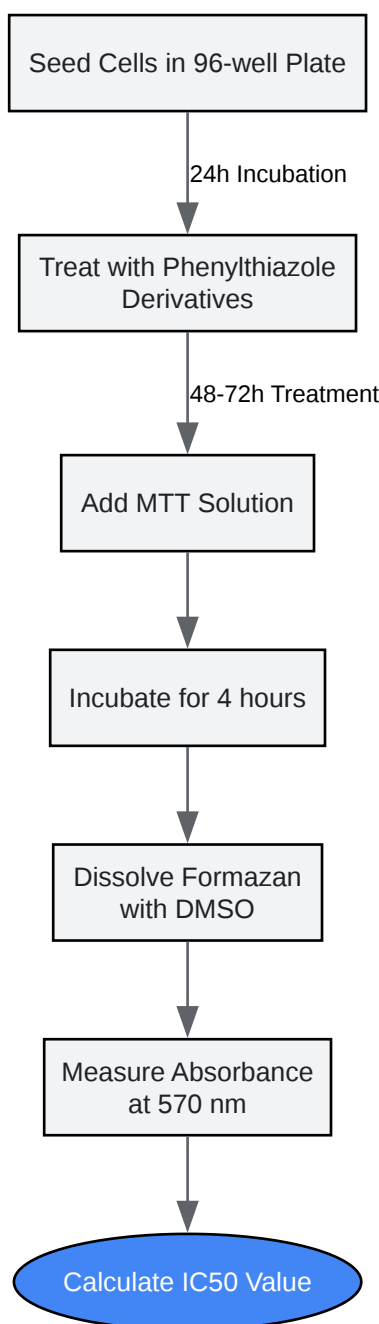 Seed Cells in 96-well Plate
24h Incubation
Treat with Phenylthiazole
Derivatives
48-72h Treatment
Add MTT Solution
Incubate for 4 hours
Dissolve Formazan
with DMSO
Measure Absorbance
at 570 nm
Calculate IC50 Value